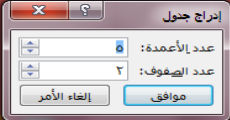 إدراج جدول
عدد الأعمدة: ٥
عدد الصفوف: ٢
موافق إلغاء الأمر